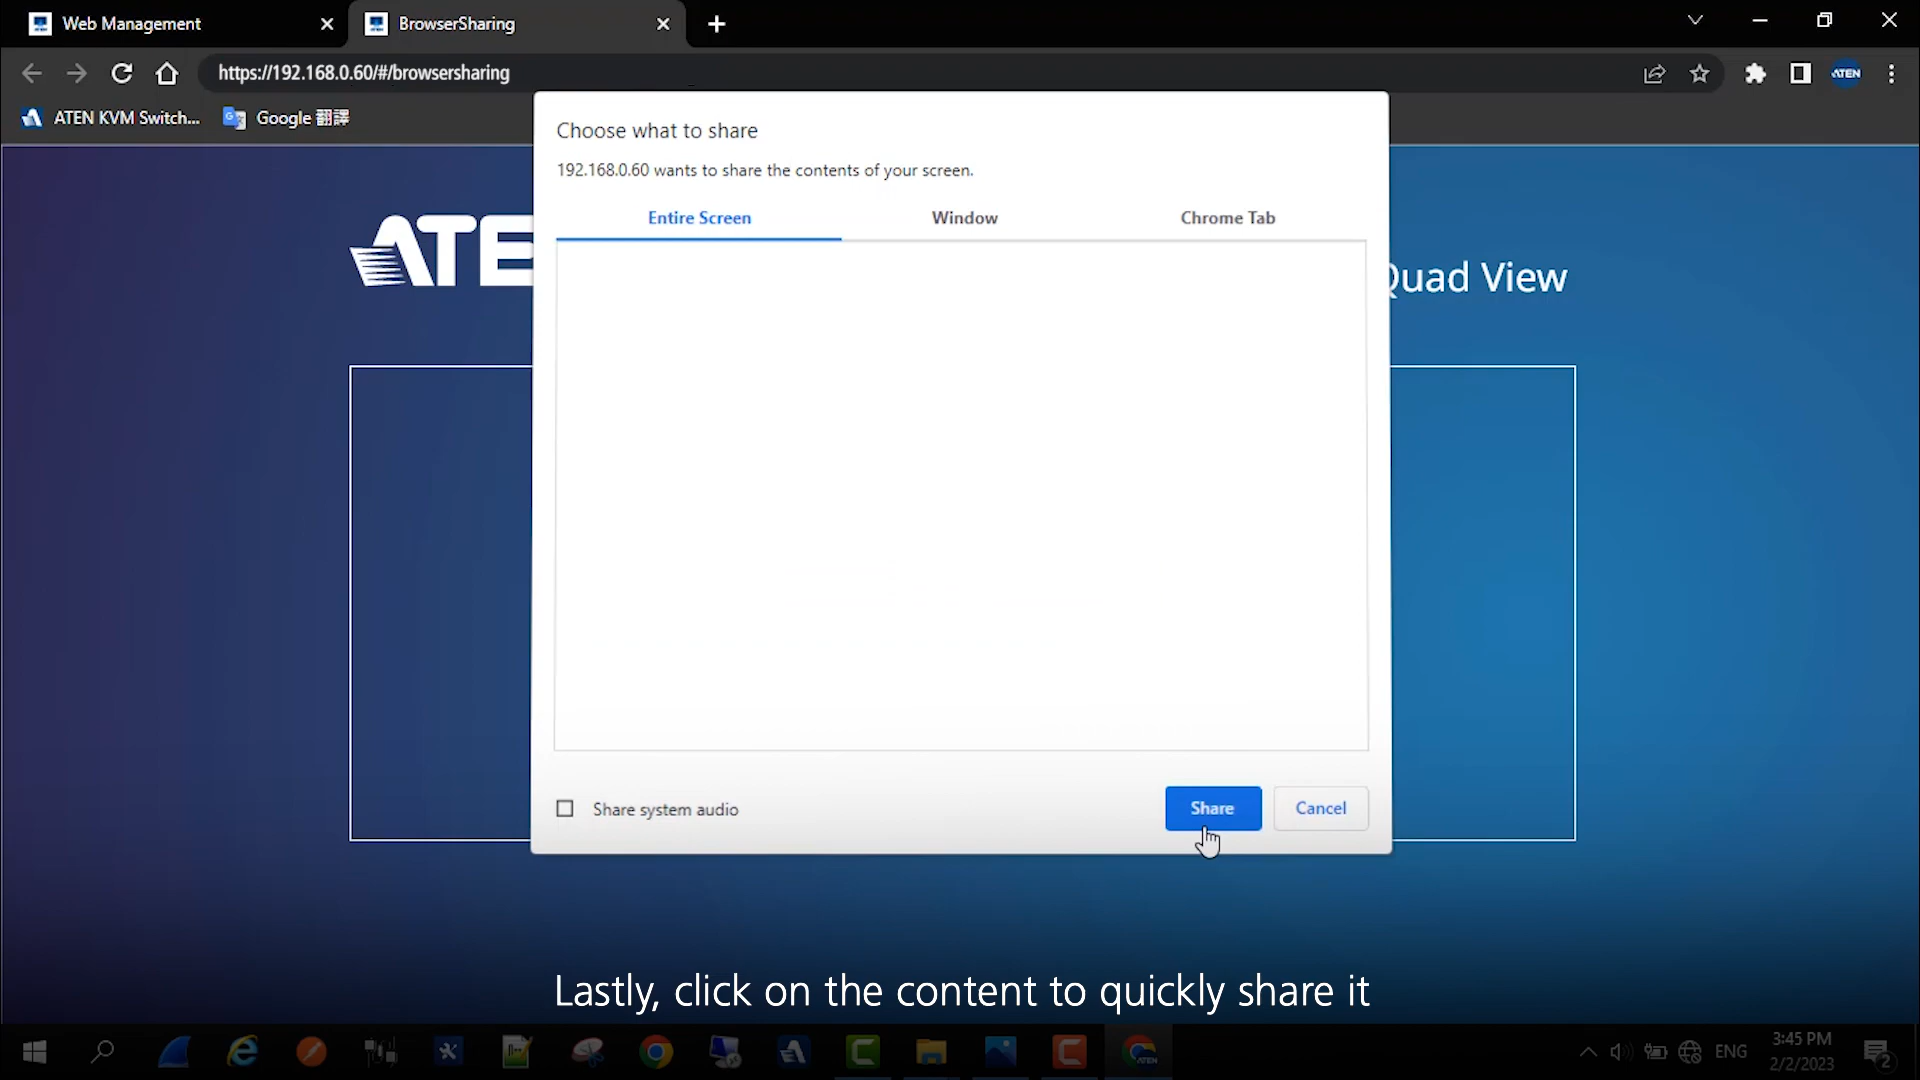 Web Management
BrowserSharing
https://192.168.0.60/#/browsersharing
ATEN
ATEN KVM Switch...
Google 翻譯
Choose what to share
192.168.0.60 wants to share the contents of your screen.
Entire Screen
Window
Chrome Tab
ATE
Quad View
Share system audio
Share
Cancel
Lastly, click on the content to quickly share it
ENG
3:45 PM
2/2/2023
2